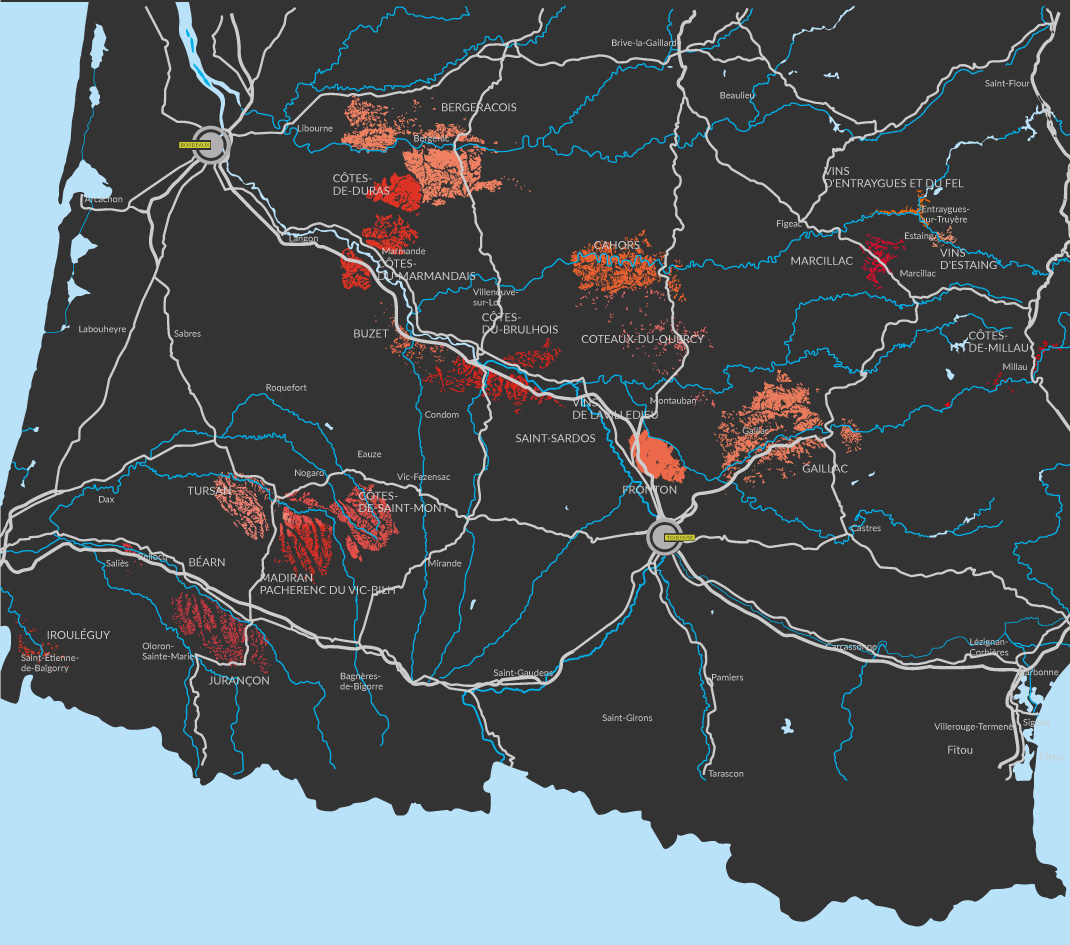 Brive-la-Gaillard
Saint-Flour
Beaulieu
BERGERACOIS
Libourne
Bergerac
BORDEAUX
CÔTES-
DE-DURAS
VINS
D'ENTRAYGUES ET DU FEL
Arcachon
Entraygues-
sur-Truyère
Figeac
Langon
Estaing
CAHORS
Marmande
VINS
D'ESTAING
MARCILLAC
CÔTES-
DU-MARMANDAIS
Marcillac
Villeneuve-
sur-Lot
Labouheyre
Sabres
BUZET
CÔTES-
DU-BRULHOIS
COTEAUX-DU-QUERCY
CÔTES-
DE-MILLAU
Millau
Roquefort
Condom
VINS
DE LAVILLEDIEU
Montauban
Gaillac
SAINT-SARDOS
Eauze
GAILLAC
Nogaro
Vic-Fezensac
TURSAN
CÔTES-
DE-SAINT-MONT
FRONTON
Dax
Castres
TOULOUSE
Bellocq
Saliès
BÉARN
Mirande
MADIRAN
PACHERENC DU VIC-BILH
IROULÉGUY
Saint-Étienne-
de-Baïgorry
Oloron-
Sainte-Marie
Carcassonne
Lézignan-
Corbières
JURANÇON
Bagnères-
de-Bigorre
Saint-Gaudens
Pamiers
Narbonne
Saint-Girons
Villerouge-Termenès
Fitou
Tarascon